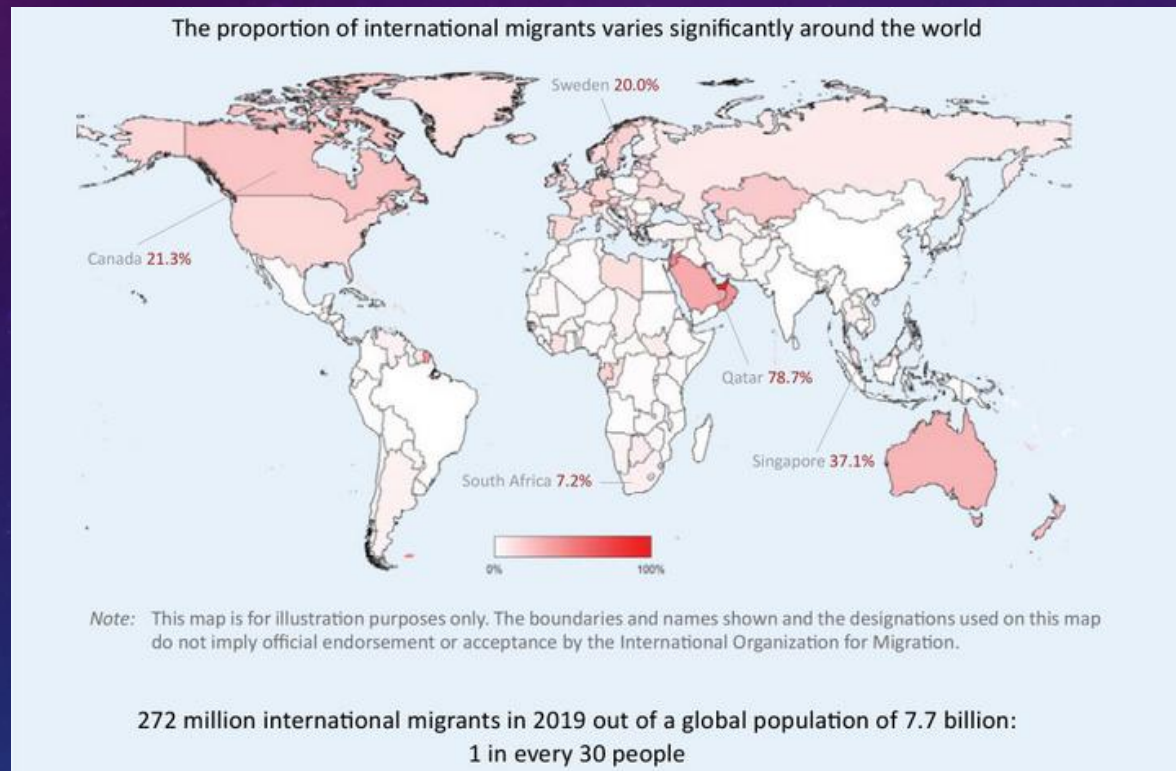 The proportion of international migrants varies significantly around the world
Sweden 20.0%
Canada 21.3%
Qatar 78.7%
Singapore 37.1%
South Africa 7.2%
0%
100%
Note: This map is for illustration purposes only. The boundaries and names shown and the designations used on this map
do not imply official endorsement or acceptance by the International Organization for Migration.
272 million international migrants in 2019 out of a global population of 7.7 billion:
1 in every 30 people